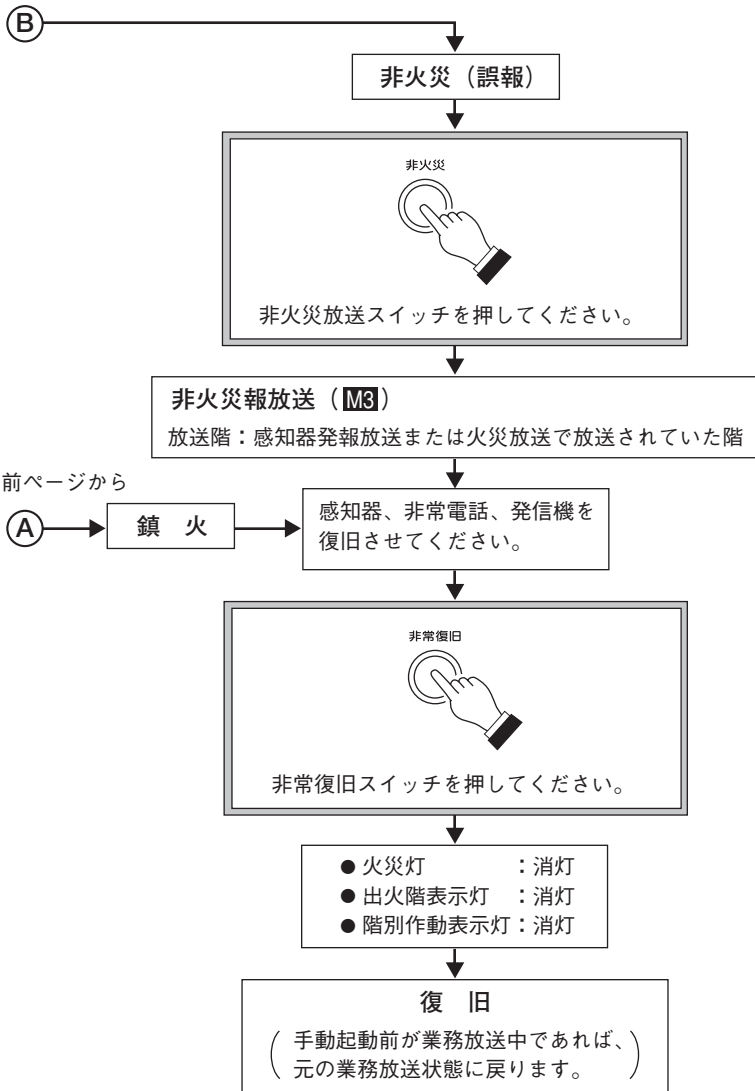 B
非火災（誤報）
非火災
非火災放送スイッチを押してください。
非火災報放送（M3）
放送階：感知器発報放送または火災放送で放送されていた階
前ページから
A
鎮　火
感知器、非常電話、発信機を
復旧させてください。
非常復旧
非常復旧スイッチを押してください。
●火災灯　　　　：消灯
●出火階表示灯　：消灯
●階別作動表示灯：消灯
復　旧
（手動起動前が業務放送中であれば、
元の業務放送状態に戻ります。）